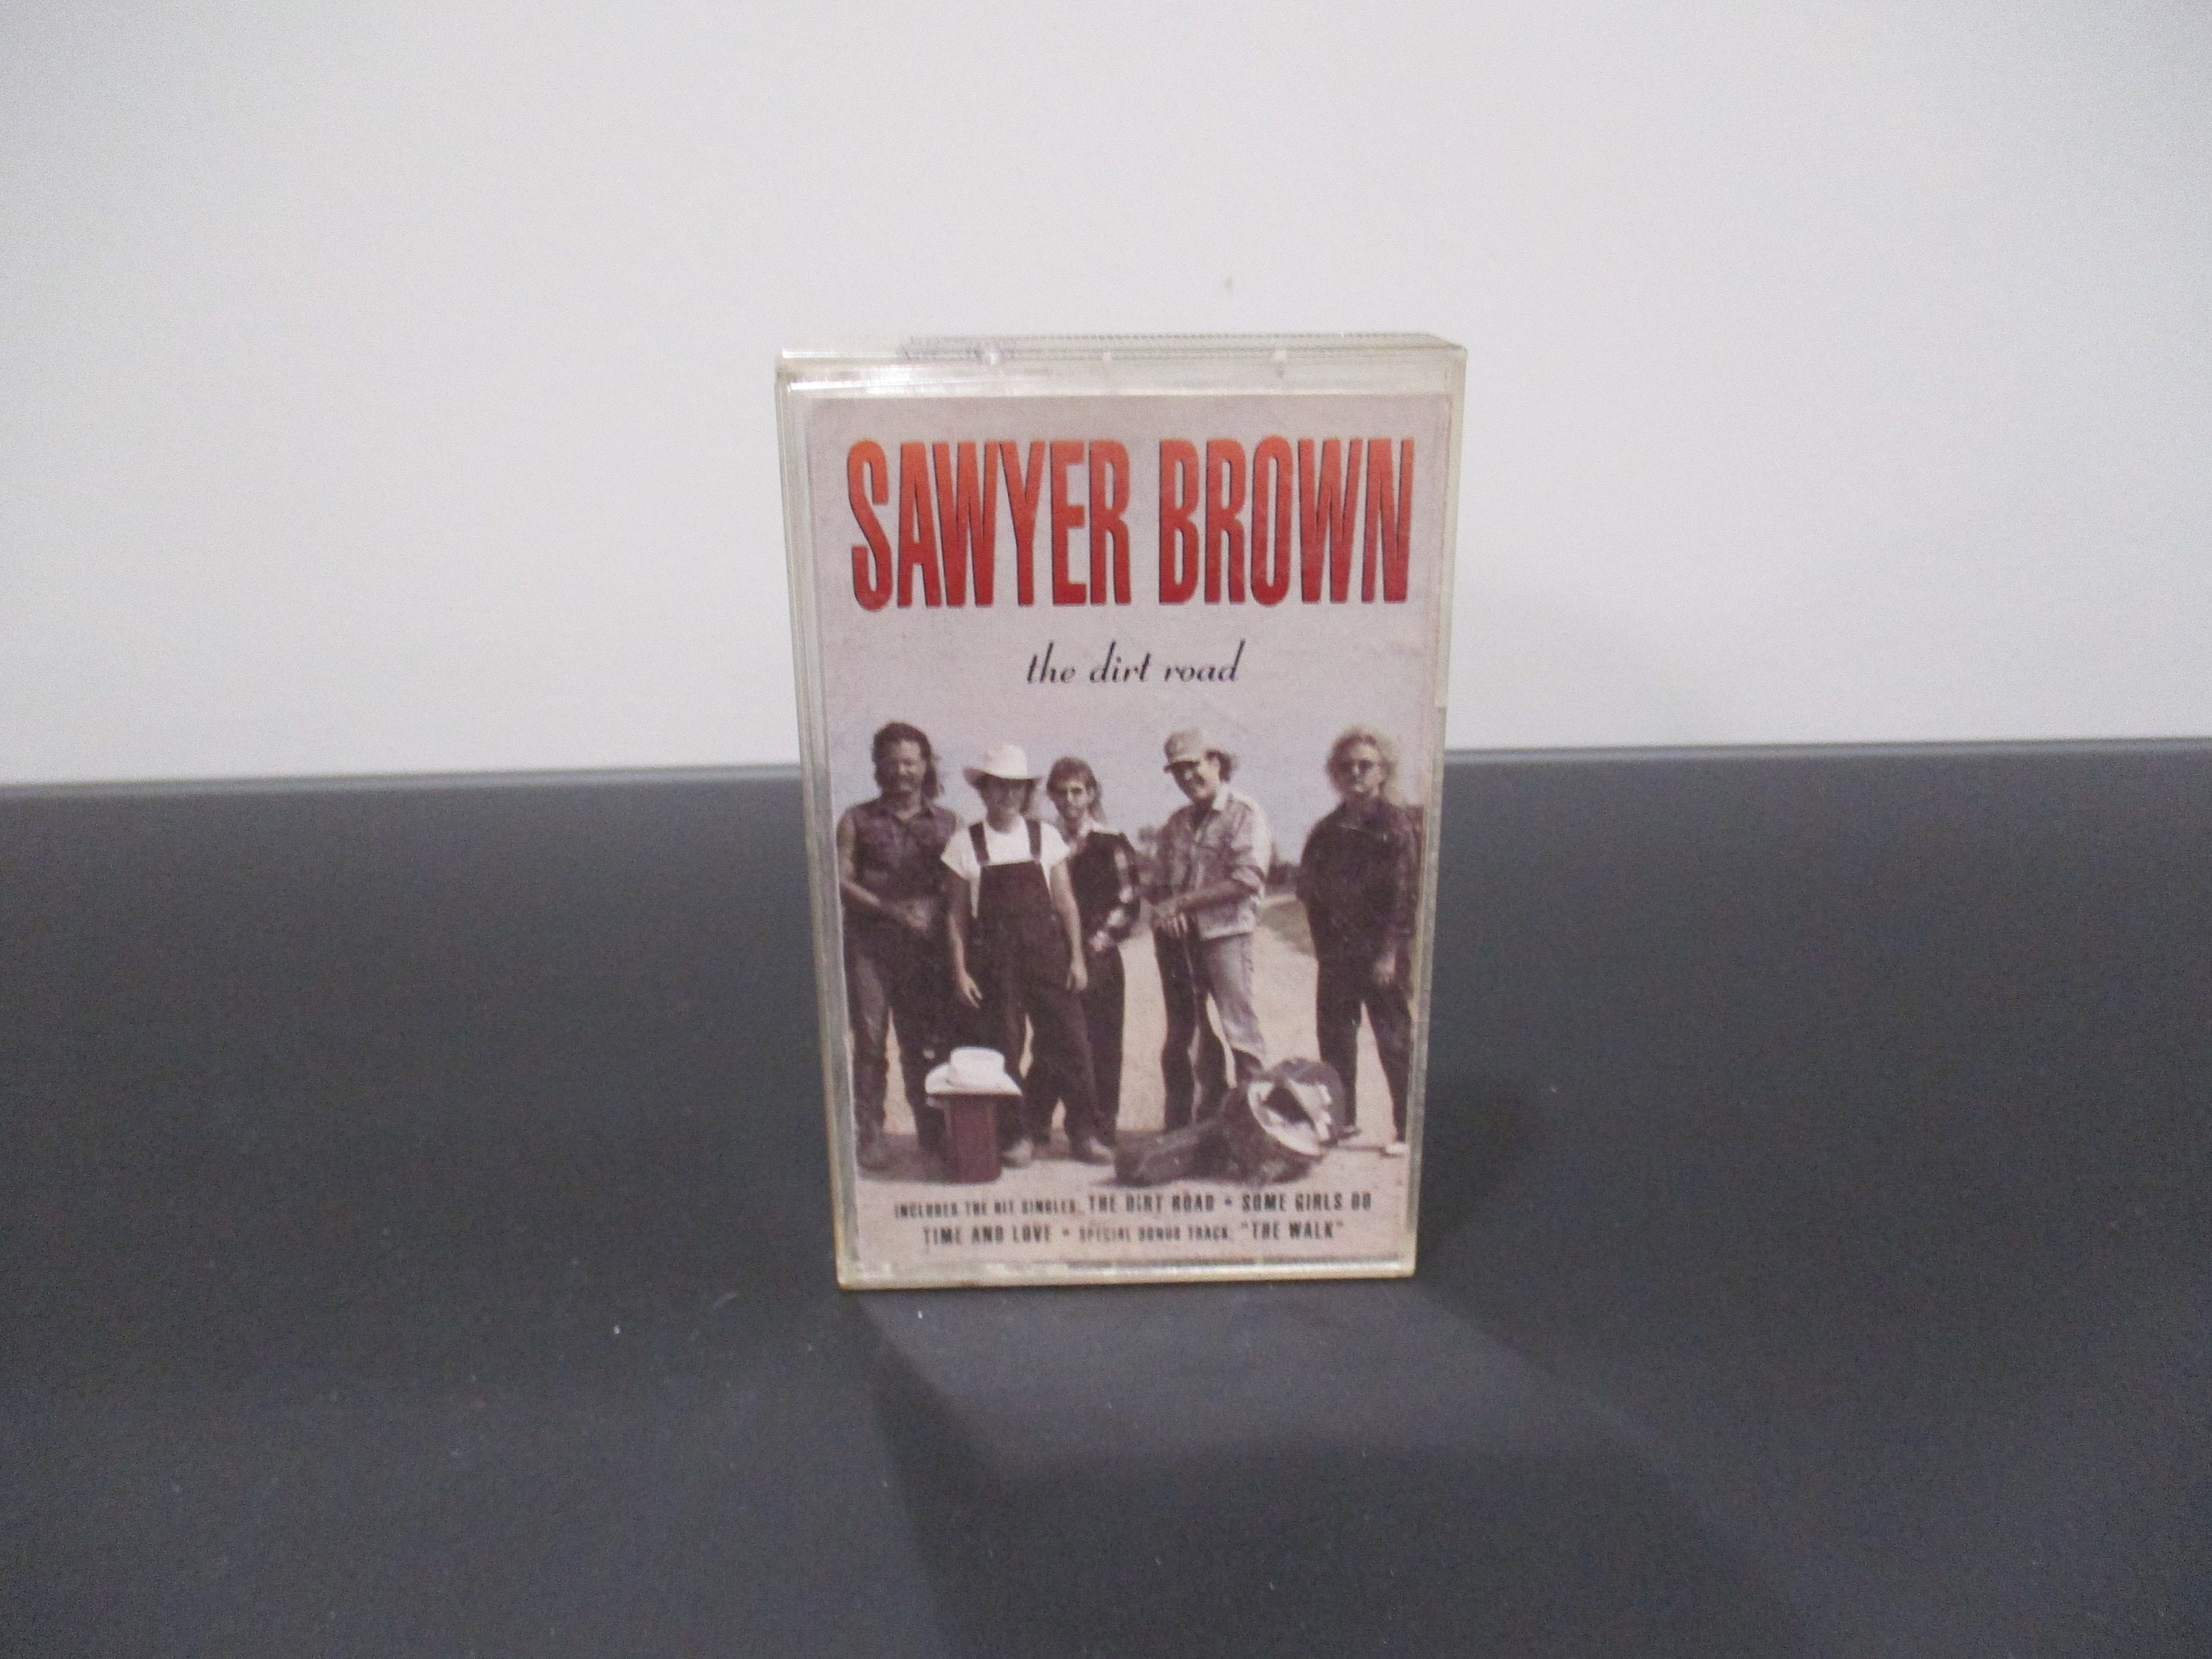 SAWYER BROWN
the dirt road
INCLUDES THE HIT SINGLES: THE DIRT ROAD • SOME GIRLS DO
TIME AND LOVE • SPECIAL BONUS TRACK: "THE WALK"